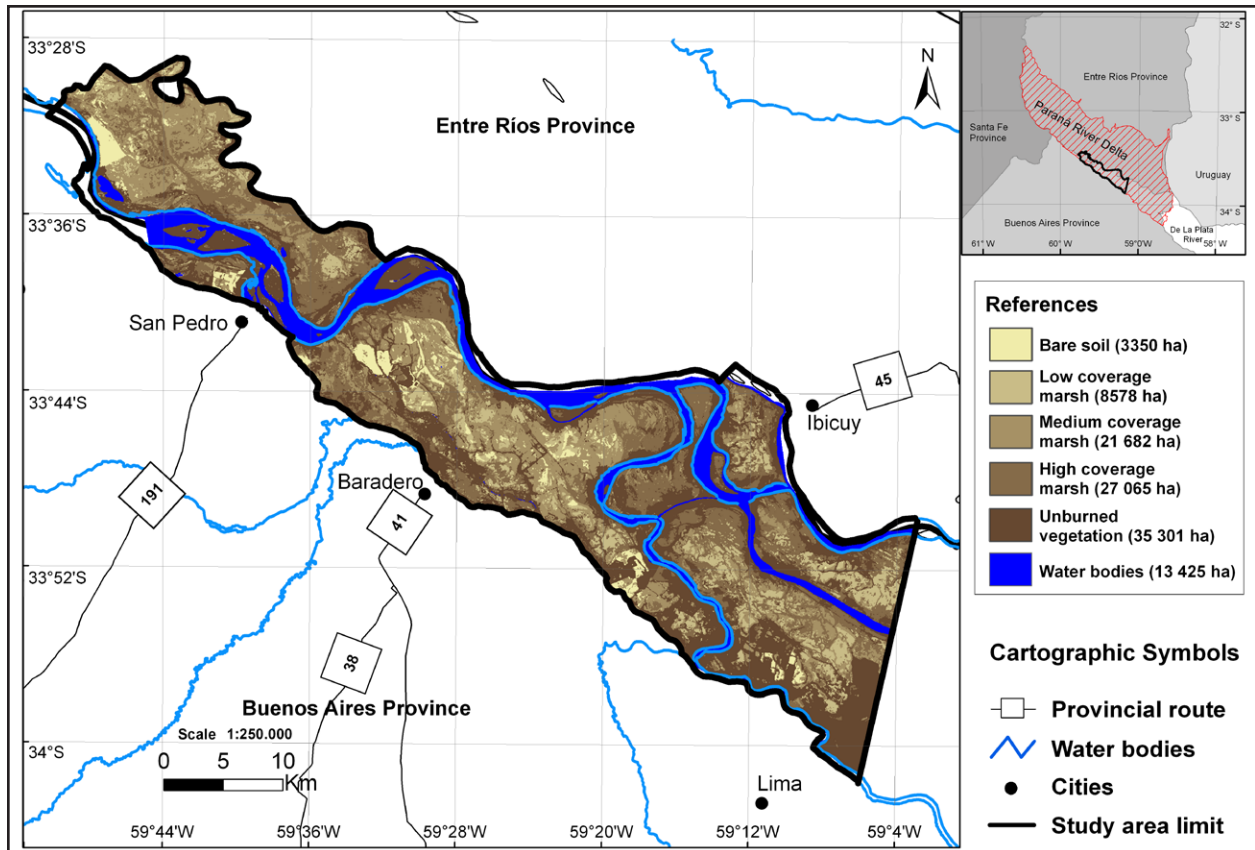 33°28'S
33°36'S
33°44'S
33°52'S
34°S
59°44'W
59°36'W
59°28'W
59°20'W
59°12'W
59°4'W
N
Entre Ríos Province
San Pedro
Baradero
Ibicuy
Lima
45
191
41
38
Buenos Aires Province
Scale 1:250.000
0 5 10
Km
32° S
33° S
34° S
61° W
60° W
59°0'W
58° W
Entre Ríos Province
Santa Fe
Province
Paraná River Delta
Uruguay
Buenos Aires Province
De La Plata
River
References
Bare soil (3350 ha)
Low coverage
marsh (8578 ha)
Medium coverage
marsh (21 682 ha)
High coverage
marsh (27 065 ha)
Unburned
vegetation (35 301 ha)
Water bodies (13 425 ha)
Cartographic Symbols
Provincial route
Water bodies
Cities
Study area limit